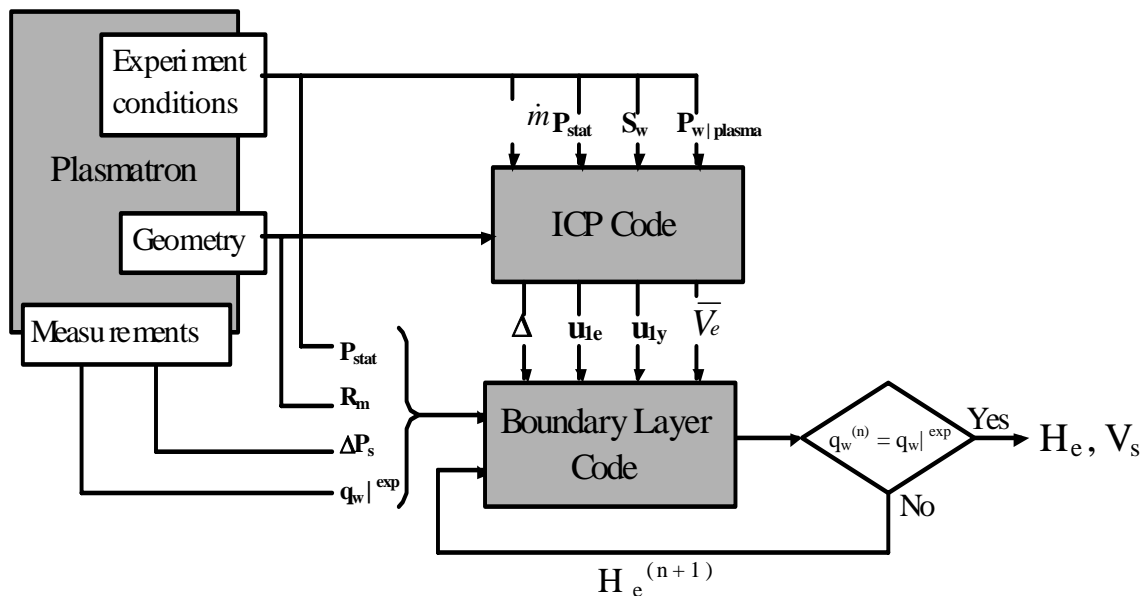 Experiment
conditions
Plasmatron
Geometry
Measurements
ṁ P_stat S_w P_w|plasma
ICP Code
Δ u_1e u_1y V̅_e
P_stat
R_m
ΔP_s
q_w|^exp
Boundary Layer
Code
q_w^(n) = q_w|^exp
Yes
H_e, V_s
No
H_e^(n+1)